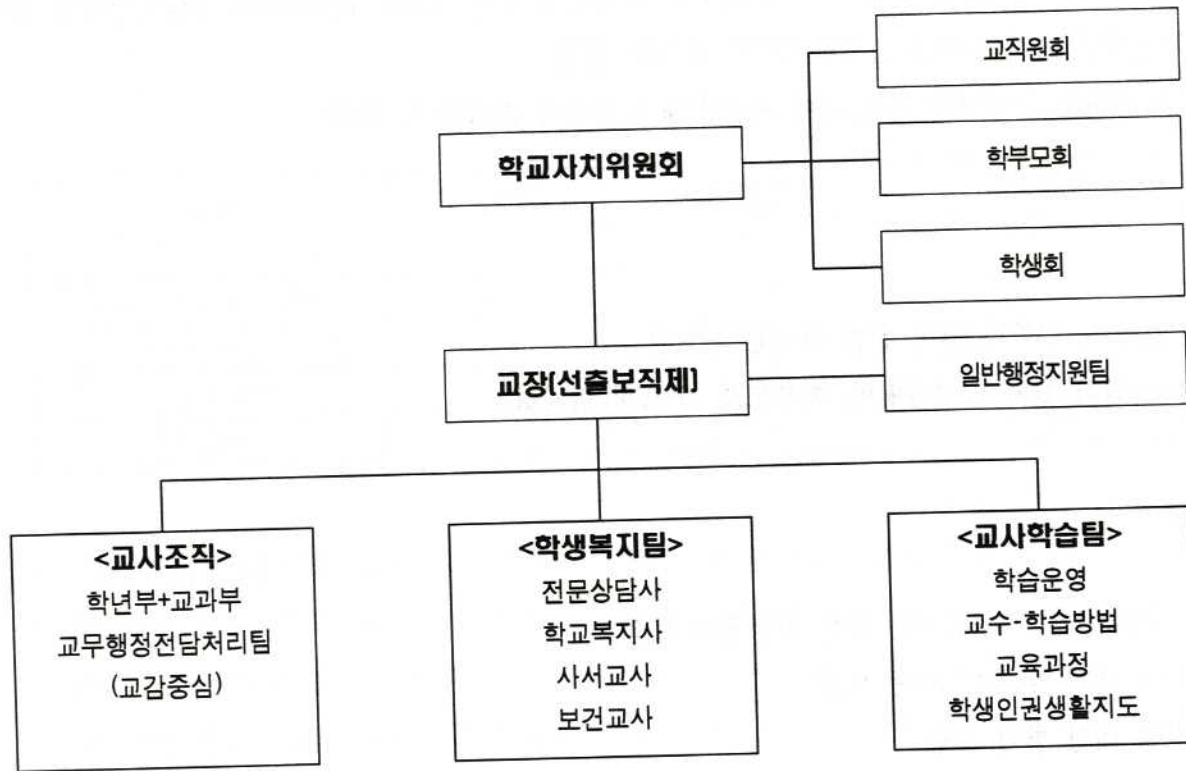 교직원회
학교자치위원회
학부모회
학생회
교장(선출보직제)
일반행정지원팀
<교사조직>
학년부+교과부
교무행정전담처리팀
(교감중심)
<학생복지팀>
전문상담사
학교복지사
사서교사
보건교사
<교사학습팀>
학습운영
교수-학습방법
교육과정
학생인권생활지도